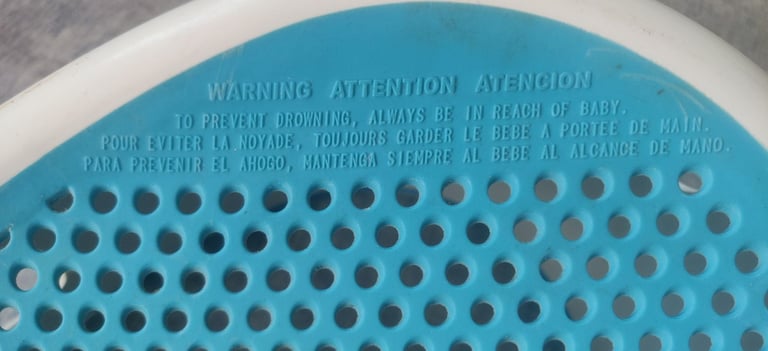 WARNING ATTENTION ATENCION
TO PREVENT DROWNING, ALWAYS BE IN REACH OF BABY.
POUR EVITER LA NOYADE, TOUJOURS GARDER LE BEBE A PORTEE DE MAIN.
PARA PREVENIR EL AHOGO, MANTENGA SIEMPRE AL BEBE AL ALCANCE DE MANO.